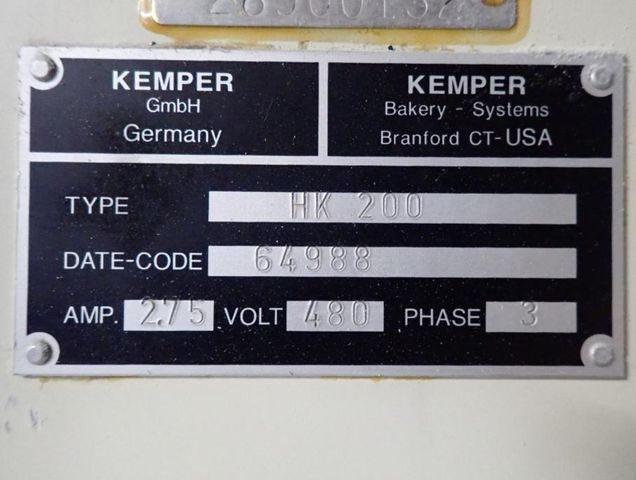 KEMPER
GmbH
Germany
KEMPER
Bakery - Systems
Branford CT-USA
TYPE HK 200
DATE-CODE 64988
AMP. 2.75 VOLT 480 PHASE 3